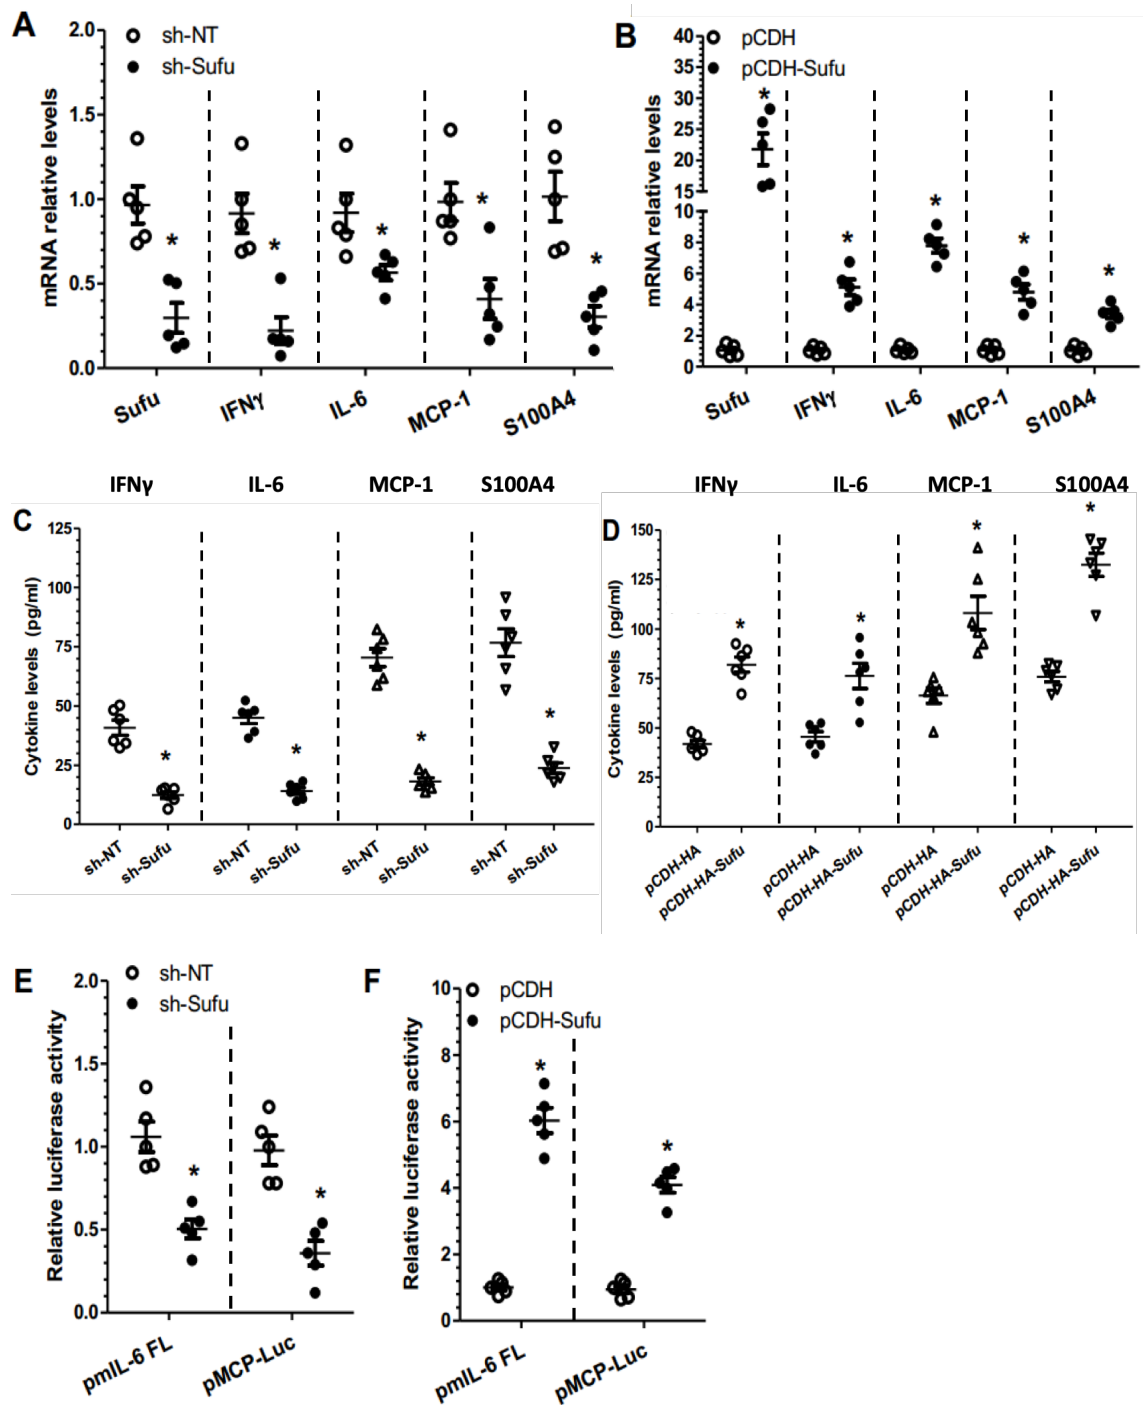 A
sh-NT
sh-Sufu
mRNA relative levels
2.0
1.5
1.0
0.5
0.0
*
*
*
*
*
Sufu
IFNγ
IL-6
MCP-1
S100A4
B
pCDH
pCDH-Sufu
mRNA relative levels
40
35
30
25
20
15
10
8
6
4
2
0
*
*
*
*
*
Sufu
IFNγ
IL-6
MCP-1
S100A4
IFNγ IL-6 MCP-1 S100A4
C
Cytokine levels (pg/ml)
125
100
75
50
25
0
*
*
*
*
sh-NT
sh-Sufu
sh-NT
sh-Sufu
sh-NT
sh-Sufu
sh-NT
sh-Sufu
IFNγ IL-6 MCP-1 S100A4
D
Cytokine levels (pg/ml)
150
125
100
75
50
25
0
*
*
*
*
pCDH-HA
pCDH-HA-Sufu
pCDH-HA
pCDH-HA-Sufu
pCDH-HA
pCDH-HA-Sufu
pCDH-HA
pCDH-HA-Sufu
E
sh-NT
sh-Sufu
Relative luciferase activity
2.0
1.5
1.0
0.5
0.0
*
*
pmIL-6 FL
pMCP-Luc
F
pCDH
pCDH-Sufu
Relative luciferase activity
10
8
6
4
2
0
*
*
pmIL-6 FL
pMCP-Luc